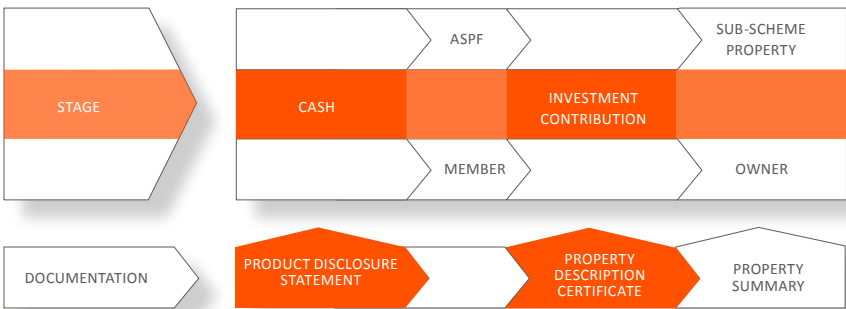 ASPF
SUB-SCHEME
PROPERTY
STAGE
CASH
INVESTMENT
CONTRIBUTION
MEMBER
OWNER
DOCUMENTATION
PRODUCT DISCLOSURE
STATEMENT
PROPERTY
DESCRIPTION
CERTIFICATE
PROPERTY
SUMMARY